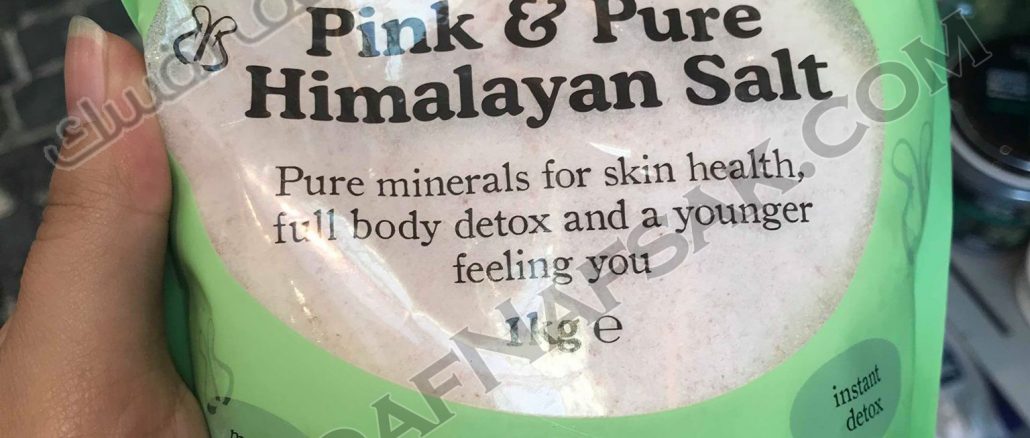 Pink & Pure
Himalayan Salt
Pure minerals for skin health,
full body detox and a younger
feeling you
1kg e
instant
detox